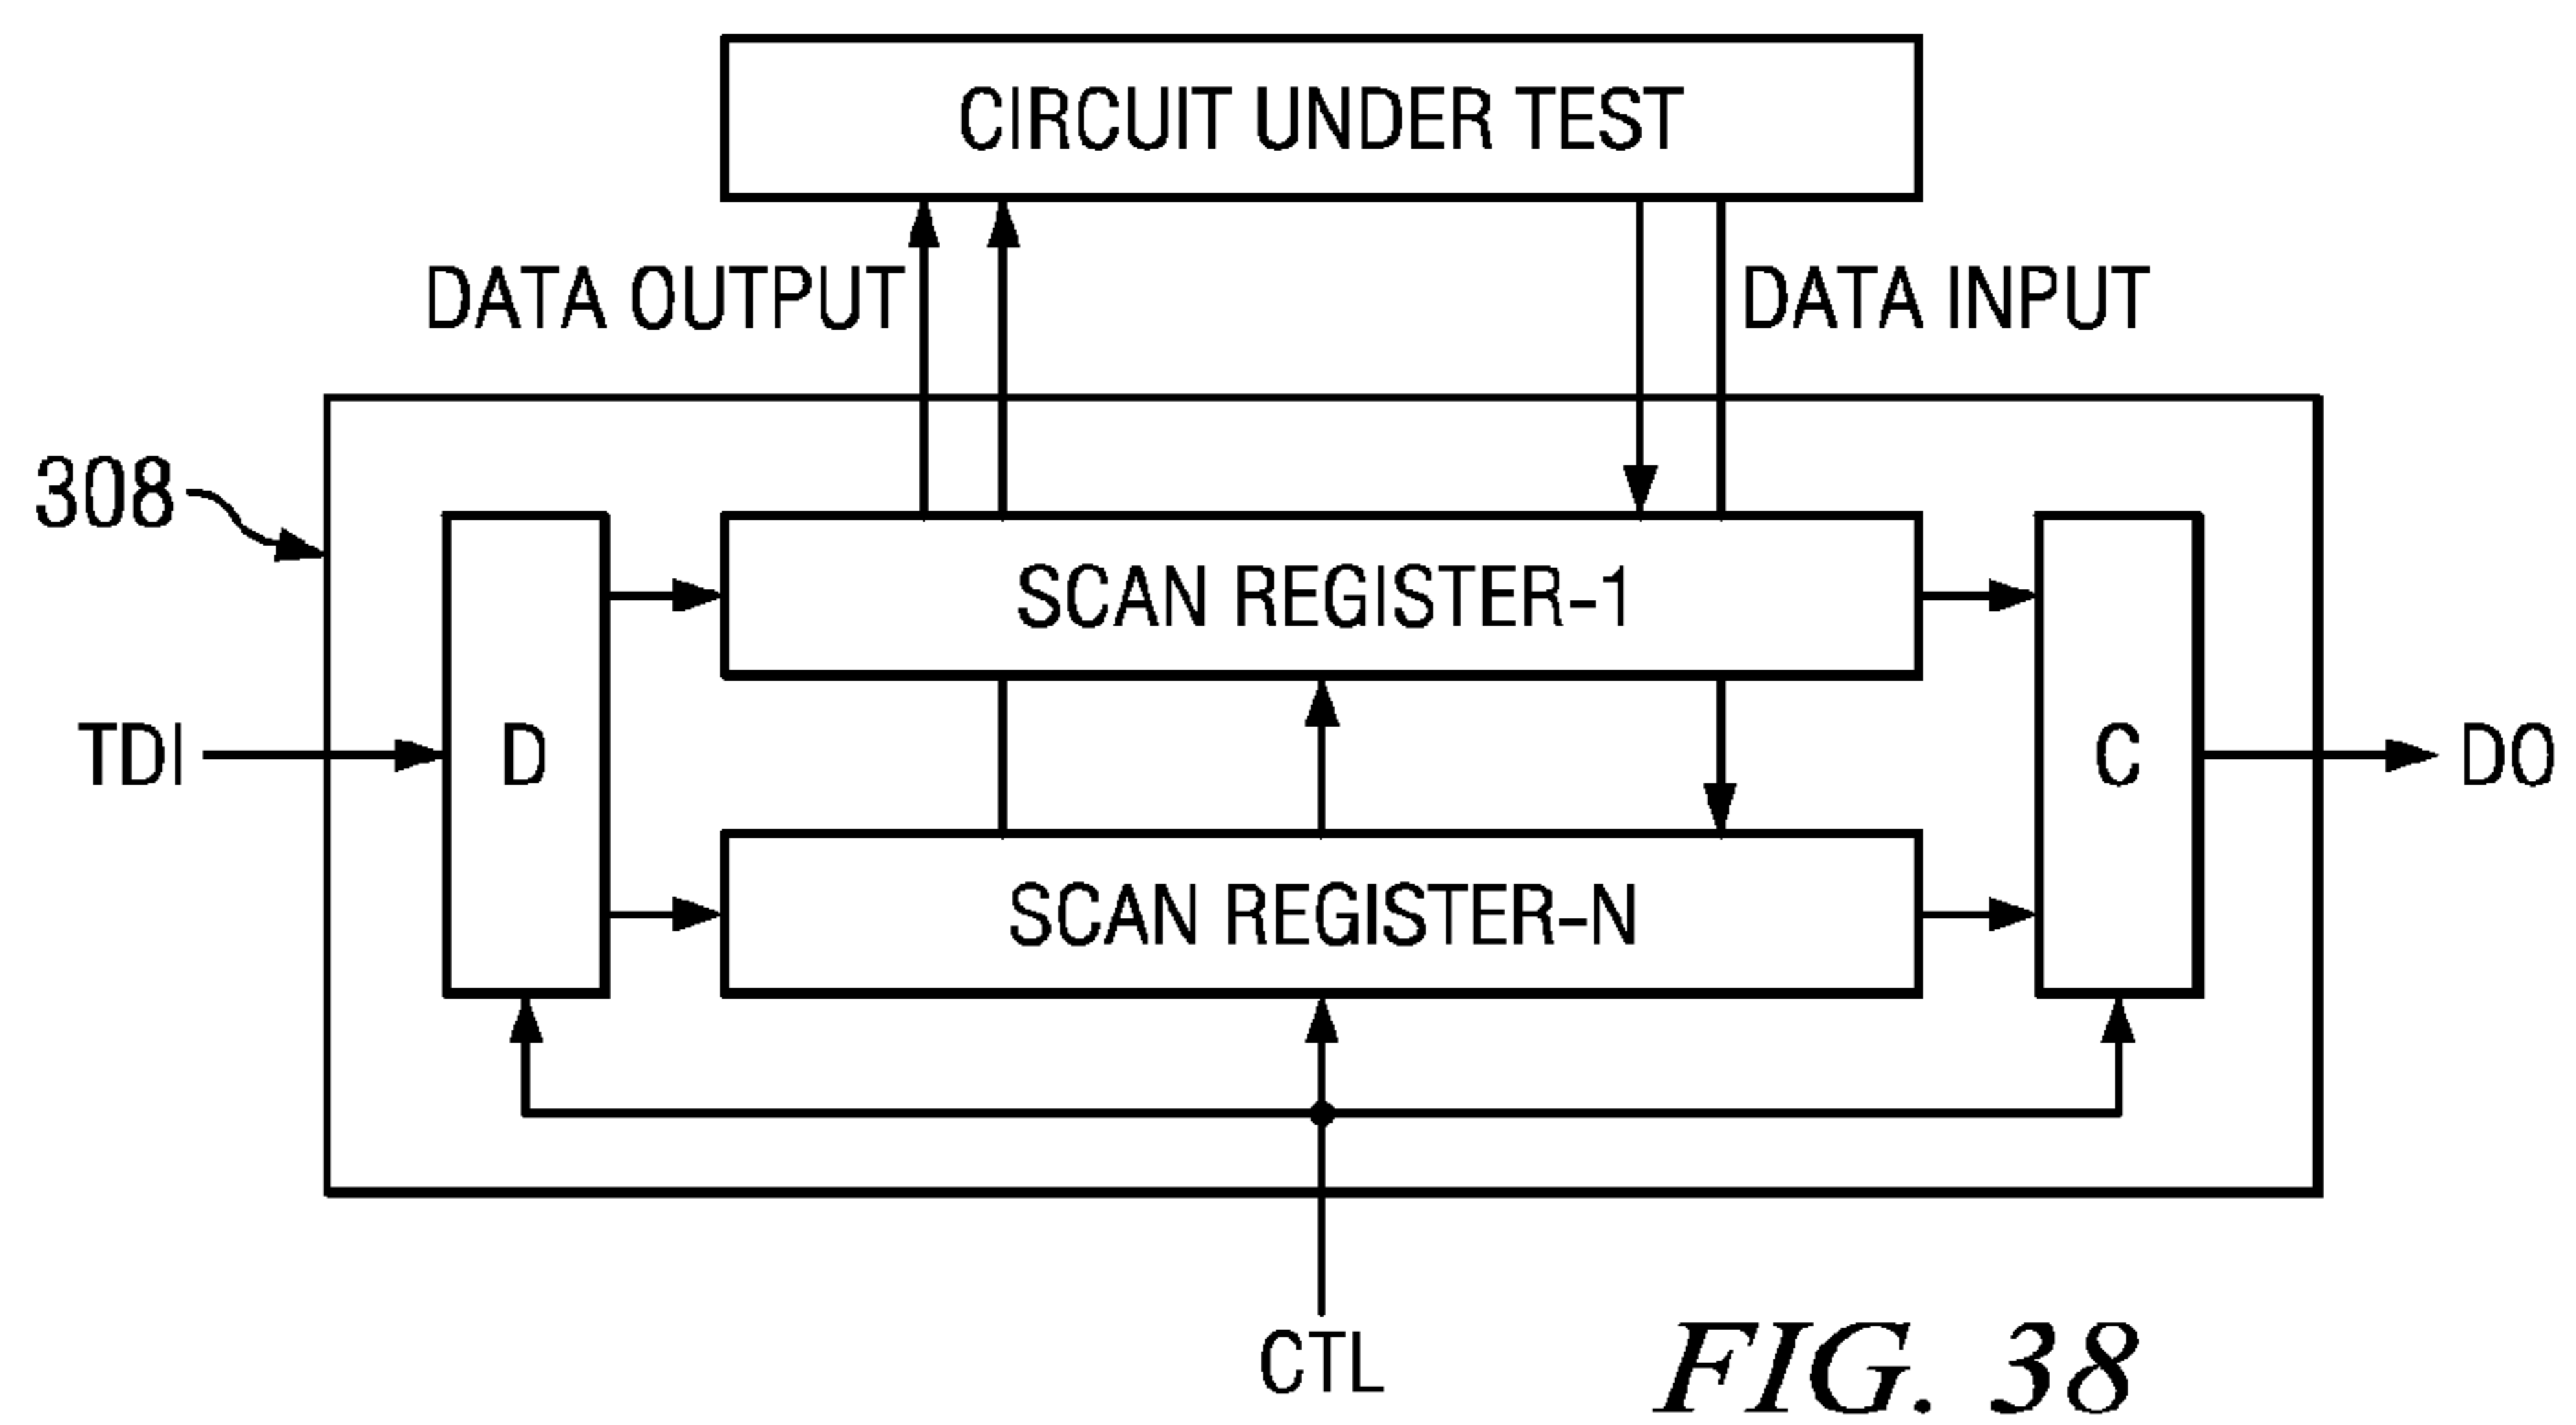 CIRCUIT UNDER TEST
DATA OUTPUT
DATA INPUT
308
SCAN REGISTER-1
TDI
D
C
DO
SCAN REGISTER-N
CTL
FIG. 38